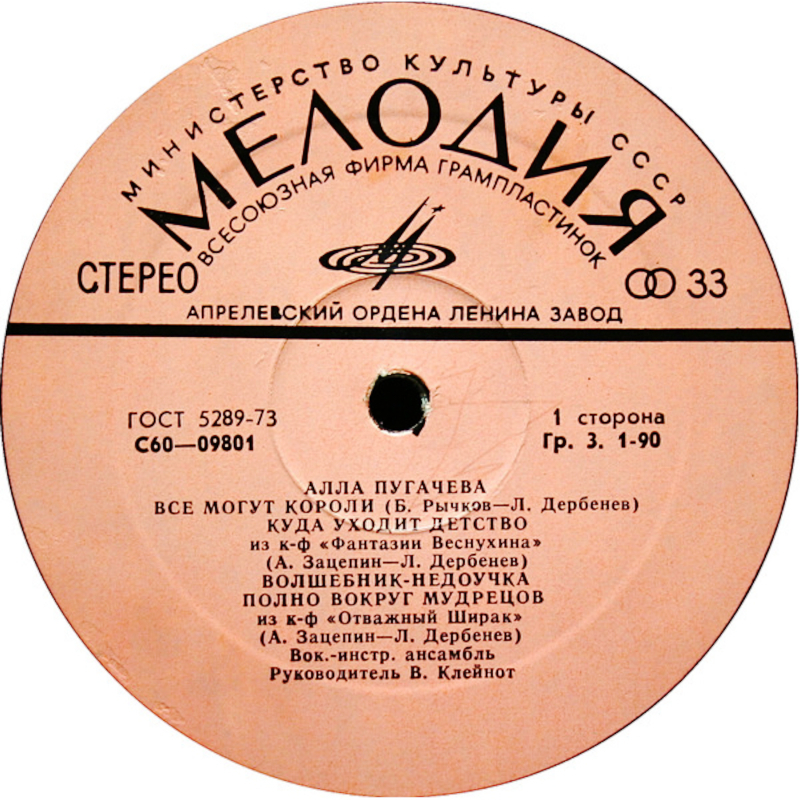 МИНИСТЕРСТВО КУЛЬТУРЫ СССР
МЕЛОДИЯ
ВСЕСОЮЗНАЯ ФИРМА ГРАМПЛАСТИНОК
СТЕРЕО
33
АПРЕЛЕВСКИЙ ОРДЕНА ЛЕНИНА ЗАВОД
ГОСТ 5289-73
С60—09801
1 сторона
Гр. 3. 1-90
АЛЛА ПУГАЧЕВА
ВСЕ МОГУТ КОРОЛИ (Б. Рычков—Л. Дербенев)
КУДА УХОДИТ ДЕТСТВО
из к-ф «Фантазии Веснухина»
(А. Зацепин—Л. Дербенев)
ВОЛШЕБНИК-НЕДОУЧКА
ПОЛНО ВОКРУГ МУДРЕЦОВ
из к-ф «Отважный Ширак»
(А. Зацепин—Л. Дербенев)
Вок.-инстр. ансамбль
Руководитель В. Клейнот